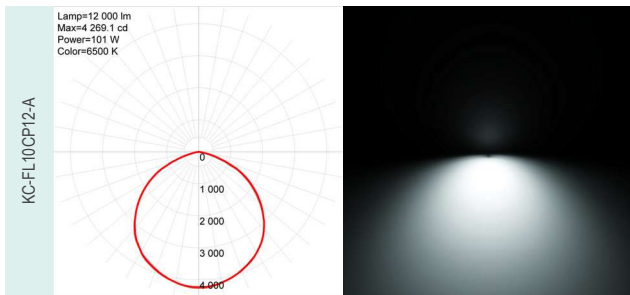 KC-FL10CP12-A
Lamp=12 000 lm
Max=4 269.1 cd
Power=101 W
Color=6500 K
0
1 000
2 000
3 000
4 000